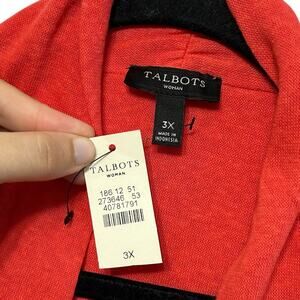 TALBOTS
WOMAN
3X
MADE IN
INDONESIA
TALBOTS
WOMAN
186 12 51
273646 53
40781791
3X